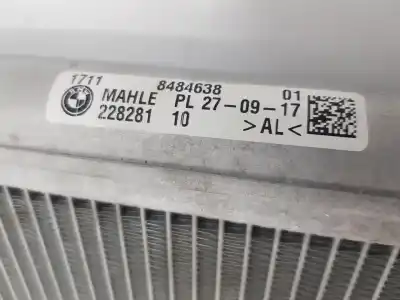 1711 8484638 01
MAHLE PL 27-09-17
228281 10 >AL<